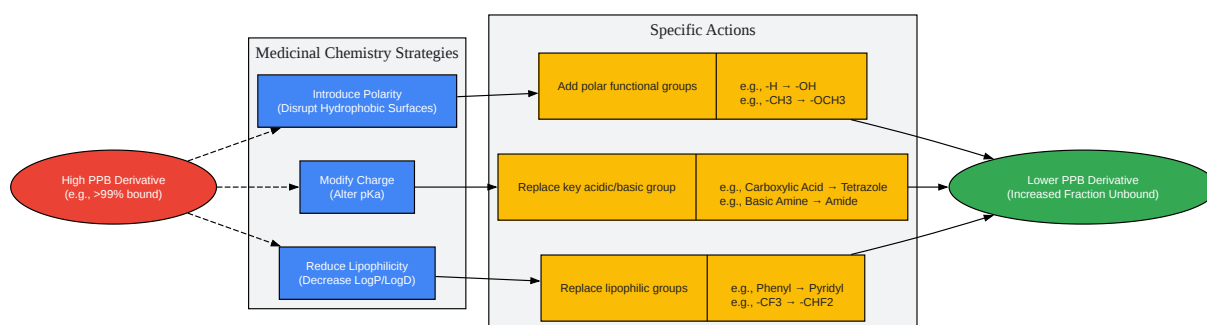 Specific Actions
Medicinal Chemistry Strategies
High PPB Derivative
(e.g., >99% bound)
Introduce Polarity
(Disrupt Hydrophobic Surfaces)
Add polar functional groups
e.g., -H → -OH
e.g., -CH3 → -OCH3
Modify Charge
(Alter pKa)
Replace key acidic/basic group
e.g., Carboxylic Acid → Tetrazole
e.g., Basic Amine → Amide
Reduce Lipophilicity
(Decrease LogP/LogD)
Replace lipophilic groups
e.g., Phenyl → Pyridyl
e.g., -CF3 → -CHF2
Lower PPB Derivative
(Increased Fraction Unbound)